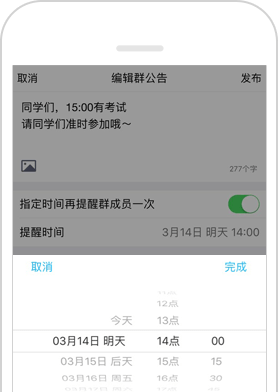 取消 编辑群公告 发布
同学们，15:00有考试
请同学们准时参加哦～
277个字
指定时间再提醒群成员一次
提醒时间 3月14日 明天 14:00
取消 完成
12点
今天 13点
03月14日 明天 14点 00
03月15日 后天 15点 15
03月16日 周五 16点 30